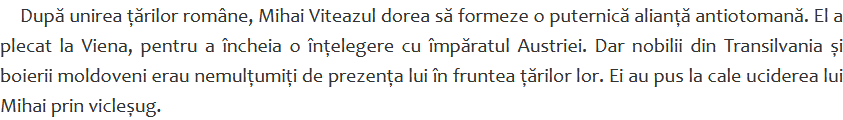 După unirea țărilor române, Mihai Viteazul dorea să formeze o puternică alianță antiotomană. El a
plecat la Viena, pentru a încheia o înțelegere cu împăratul Austriei. Dar nobilii din Transilvania și
boierii moldoveni erau nemulțumiți de prezența lui în fruntea țărilor lor. Ei au pus la cale uciderea lui
Mihai prin vicleșug.